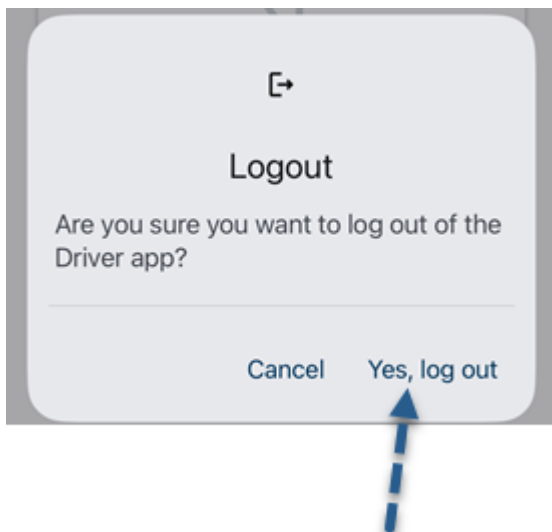 Logout
Are you sure you want to log out of the
Driver app?
Cancel Yes, log out